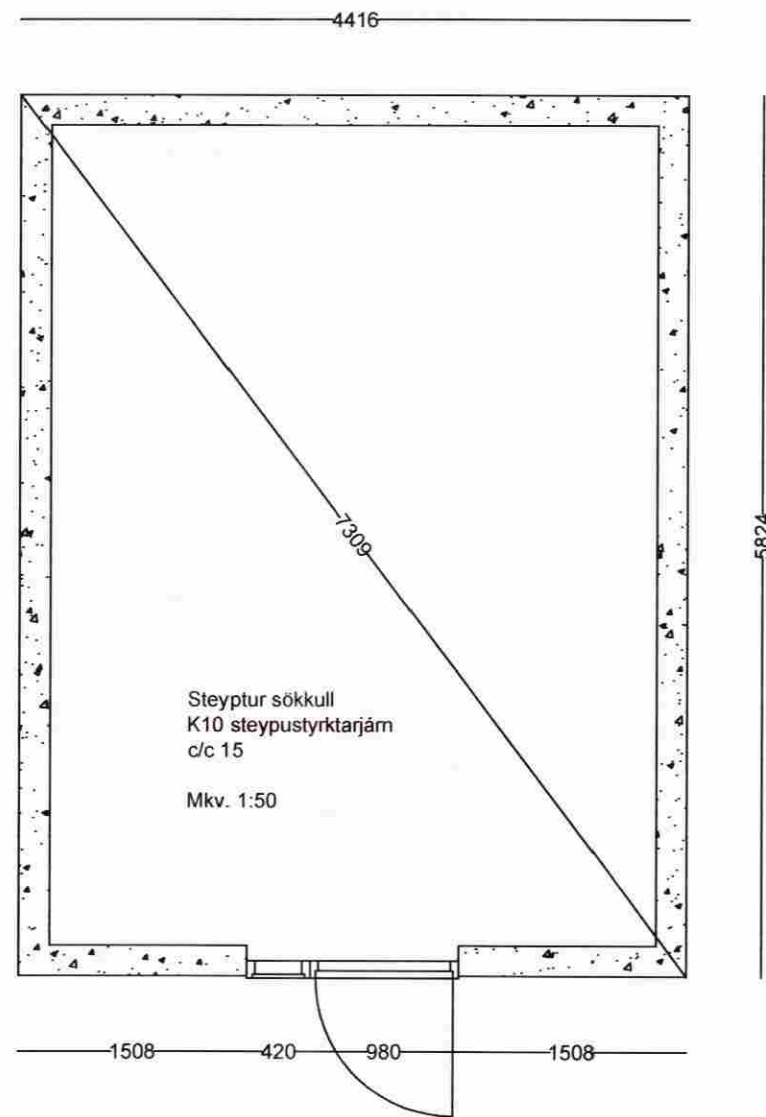 4416
7309
5824
Steyptur sökkull
K10 steypustyrktarjárn
c/c 15
Mkv. 1:50
1508 420 980 1508